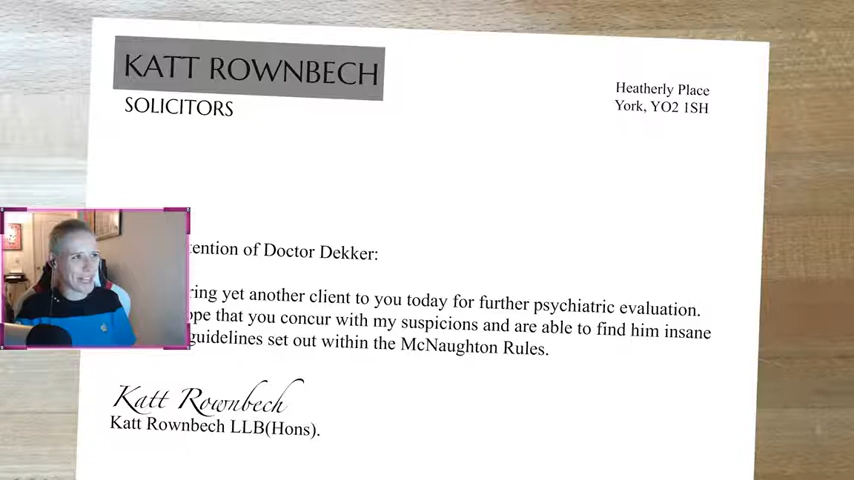 KATT ROWNBECH
SOLICITORS
Heatherly Place
York, YO2 1SH
tention of Doctor Dekker:
ring yet another client to you today for further psychiatric evaluation.
ope that you concur with my suspicions and are able to find him insane
guidelines set out within the McNaughton Rules.
Katt Rownbech
Katt Rownbech LLB(Hons).